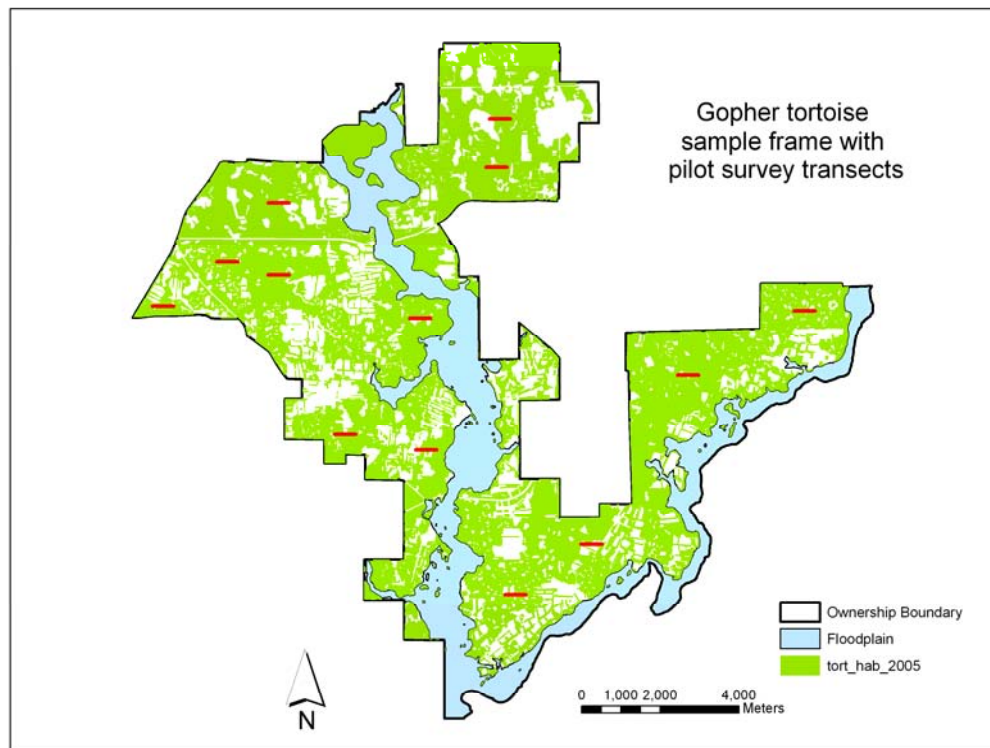 Gopher tortoise
sample frame with
pilot survey transects
Ownership Boundary
Floodplain
tort_hab_2005
N
0 1,000 2,000 4,000
Meters